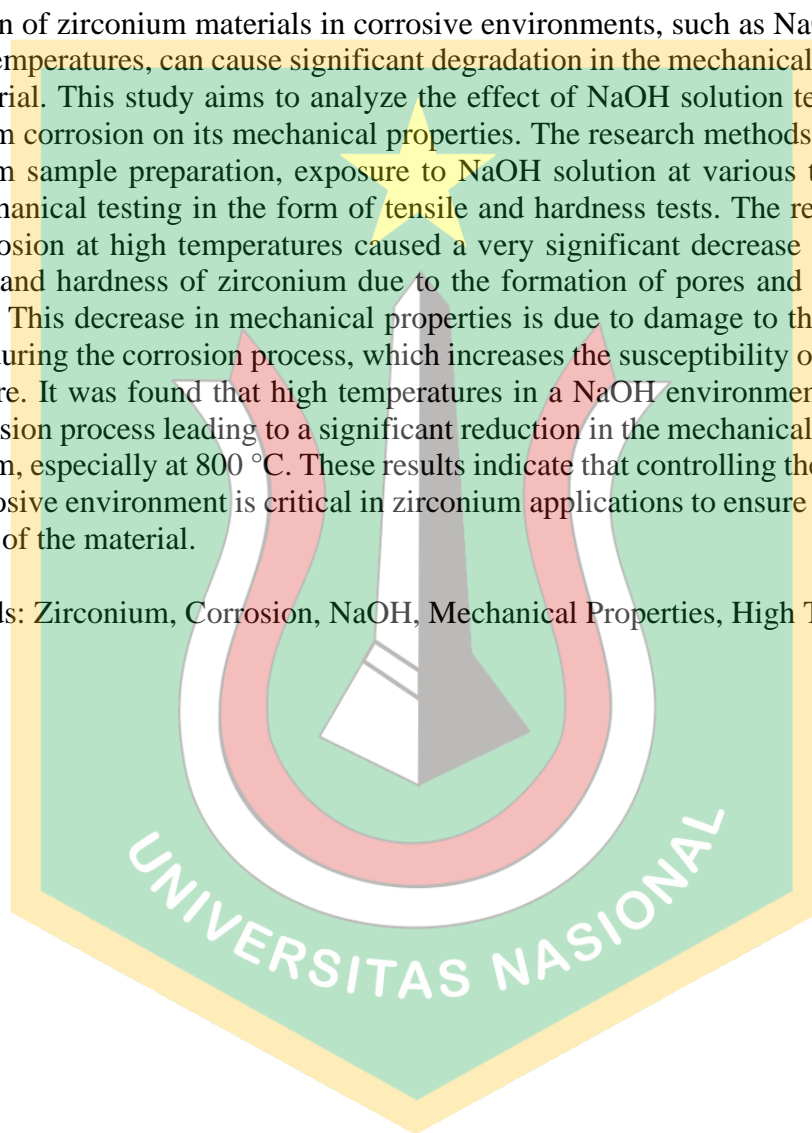 n of zirconium materials in corrosive environments, such as Na
emperatures, can cause significant degradation in the mechanical
rial. This study aims to analyze the effect of NaOH solution te
m corrosion on its mechanical properties. The research methods
m sample preparation, exposure to NaOH solution at various t
hanical testing in the form of tensile and hardness tests. The re
osion at high temperatures caused a very significant decrease
and hardness of zirconium due to the formation of pores and
This decrease in mechanical properties is due to damage to th
uring the corrosion process, which increases the susceptibility o
re. It was found that high temperatures in a NaOH environmen
sion process leading to a significant reduction in the mechanical
m, especially at 800 °C. These results indicate that controlling the
osive environment is critical in zirconium applications to ensure
of the material.
ds: Zirconium, Corrosion, NaOH, Mechanical Properties, High T
UNIVERSITAS NASIONAL